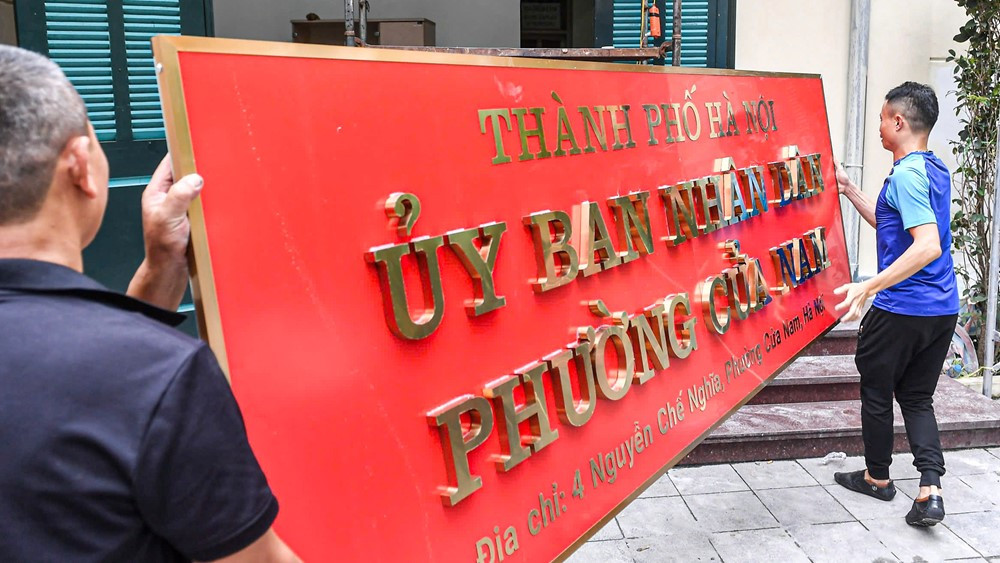 THÀNH PHỐ HÀ NỘI
ỦY BAN NHÂN DÂN
PHƯỜNG CỬA NAM
Địa chỉ: 4 Nguyễn Chế Nghĩa, Phường Cửa Nam, Hà Nội